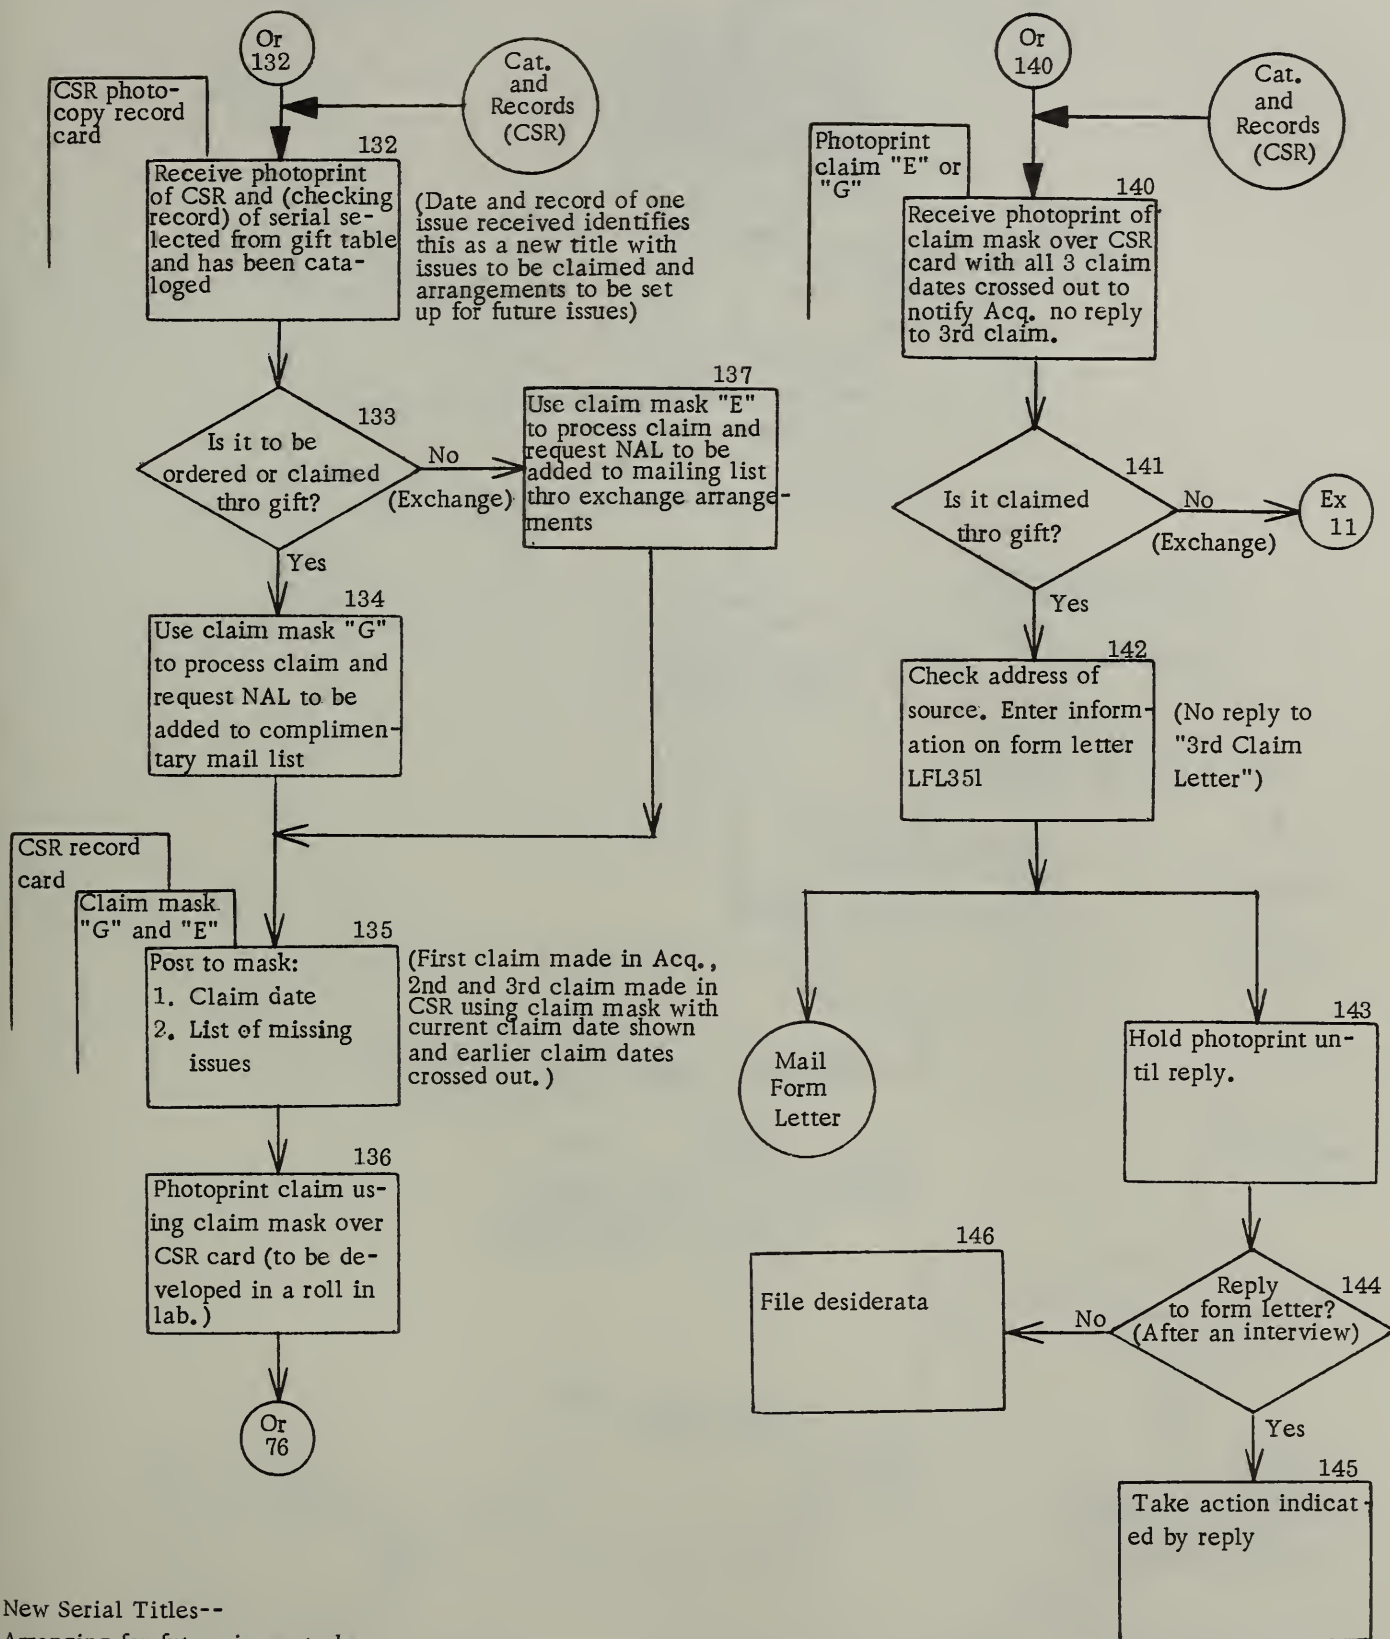 Or
132
Cat.
and
Records
(CSR)
CSR photo-
copy record
card
132
Receive photoprint
of CSR and (checking
record) of serial se-
lected from gift table
and has been cata-
loged
(Date and record of one
issue received identifies
this as a new title with
issues to be claimed and
arrangements to be set
up for future issues)
133
Is it to be
ordered or claimed
thro gift?
No
(Exchange)
Yes
137
Use claim mask "E"
to process claim and
request NAL to be
added to mailing list
thro exchange arrange-
ments
134
Use claim mask "G"
to process claim and
request NAL to be
added to complimen-
tary mail list
CSR record
card
Claim mask
"G" and "E"
135
Post to mask:
1. Claim date
2. List of missing
issues
(First claim made in Acq.,
2nd and 3rd claim made in
CSR using claim mask with
current claim date shown
and earlier claim dates
crossed out.)
136
Photoprint claim us-
ing claim mask over
CSR card (to be de-
veloped in a roll in
lab.)
Or
76
New Serial Titles--
Or
140
Cat.
and
Records
(CSR)
Photoprint
claim "E" or
"G"
140
Receive photoprint of
claim mask over CSR
card with all 3 claim
dates crossed out to
notify Acq. no reply
to 3rd claim.
141
Is it claimed
thro gift?
No
(Exchange)
Ex
11
Yes
142
Check address of
source. Enter inform-
ation on form letter
LFL351
(No reply to
"3rd Claim
Letter")
Mail
Form
Letter
143
Hold photoprint un-
til reply.
144
Reply
to form letter?
(After an interview)
No
146
File desiderata
Yes
145
Take action indicat-
ed by reply